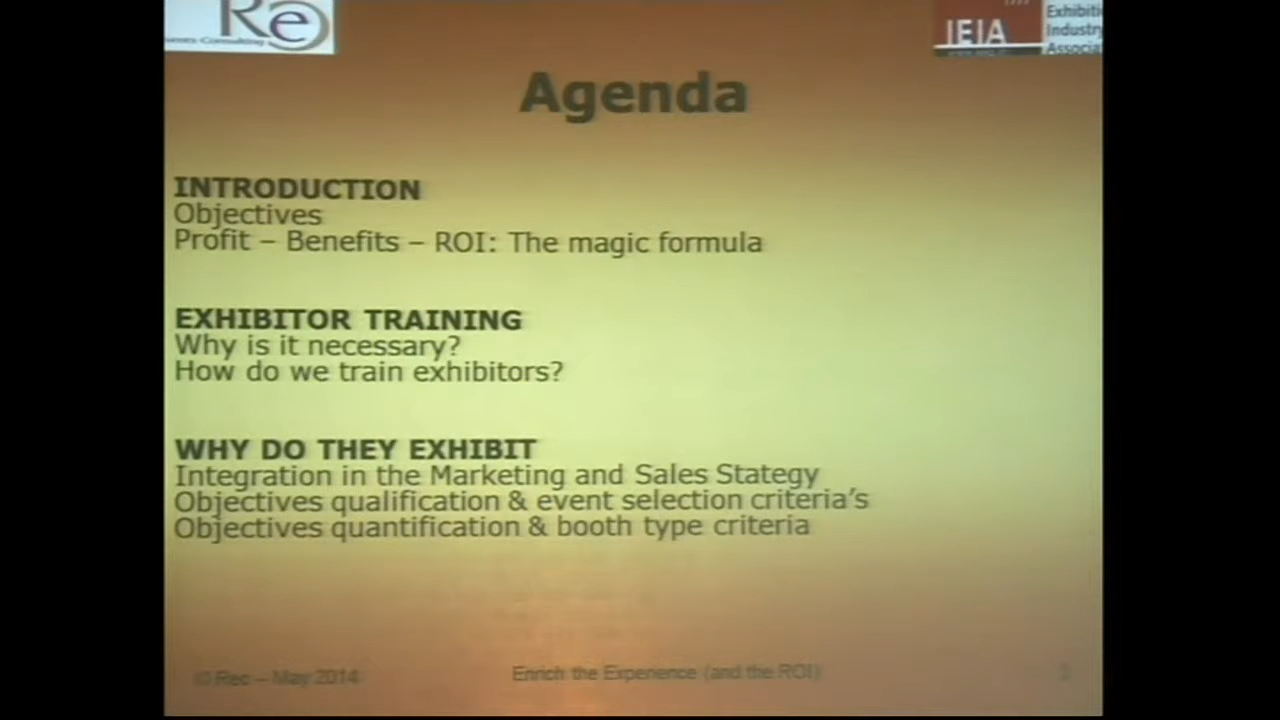 Rec
IEIA
Exhibiti
Industry
Associa
Agenda
INTRODUCTION
Objectives
Profit – Benefits – ROI: The magic formula
EXHIBITOR TRAINING
Why is it necessary?
How do we train exhibitors?
WHY DO THEY EXHIBIT
Integration in the Marketing and Sales Stategy
Objectives qualification & event selection criteria's
Objectives quantification & booth type criteria
© Rec – May 2014
Enrich the Experience (and the ROI)